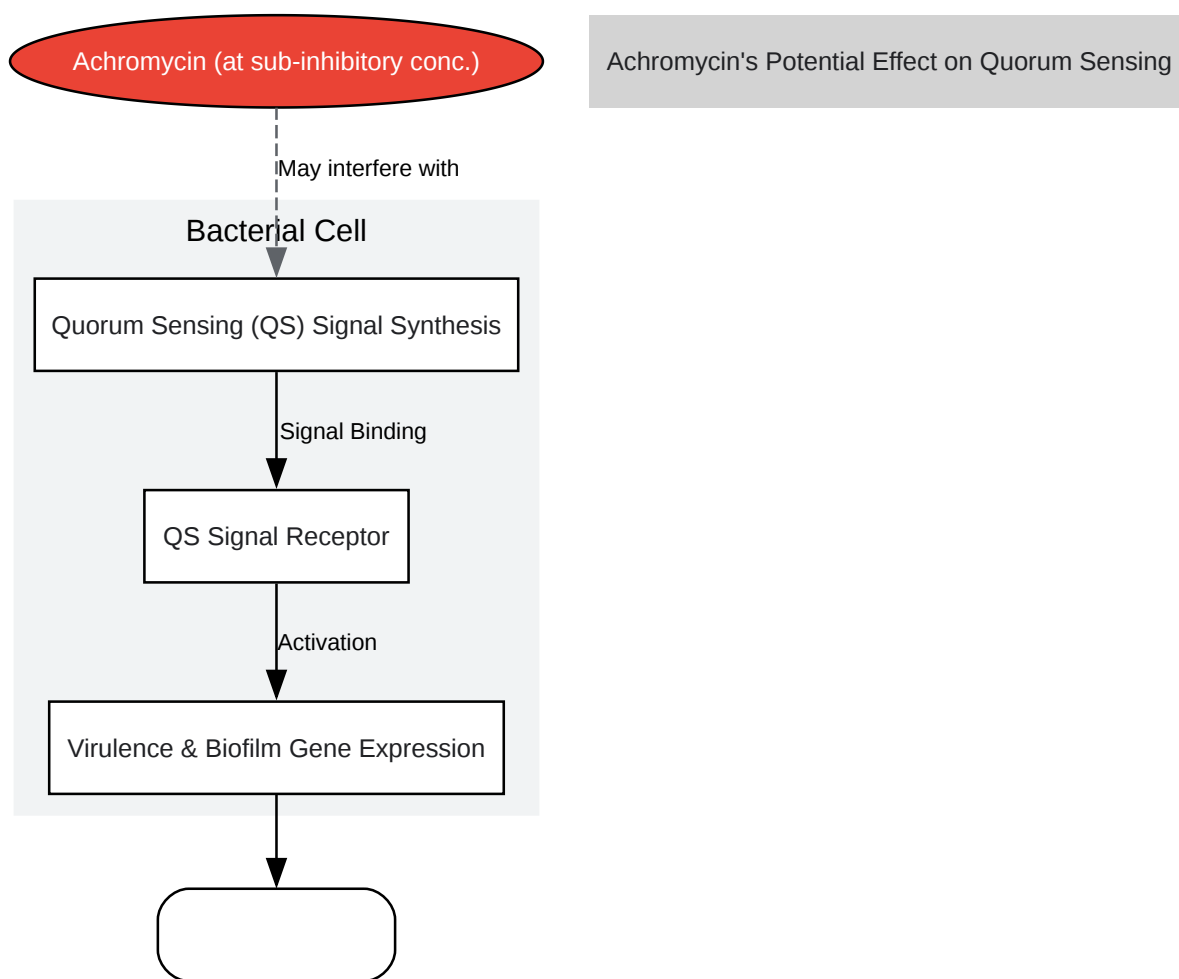 Achromycin (at sub-inhibitory conc.)
Achromycin's Potential Effect on Quorum Sensing
May interfere with
Bacterial Cell
Quorum Sensing (QS) Signal Synthesis
Signal Binding
QS Signal Receptor
Activation
Virulence & Biofilm Gene Expression